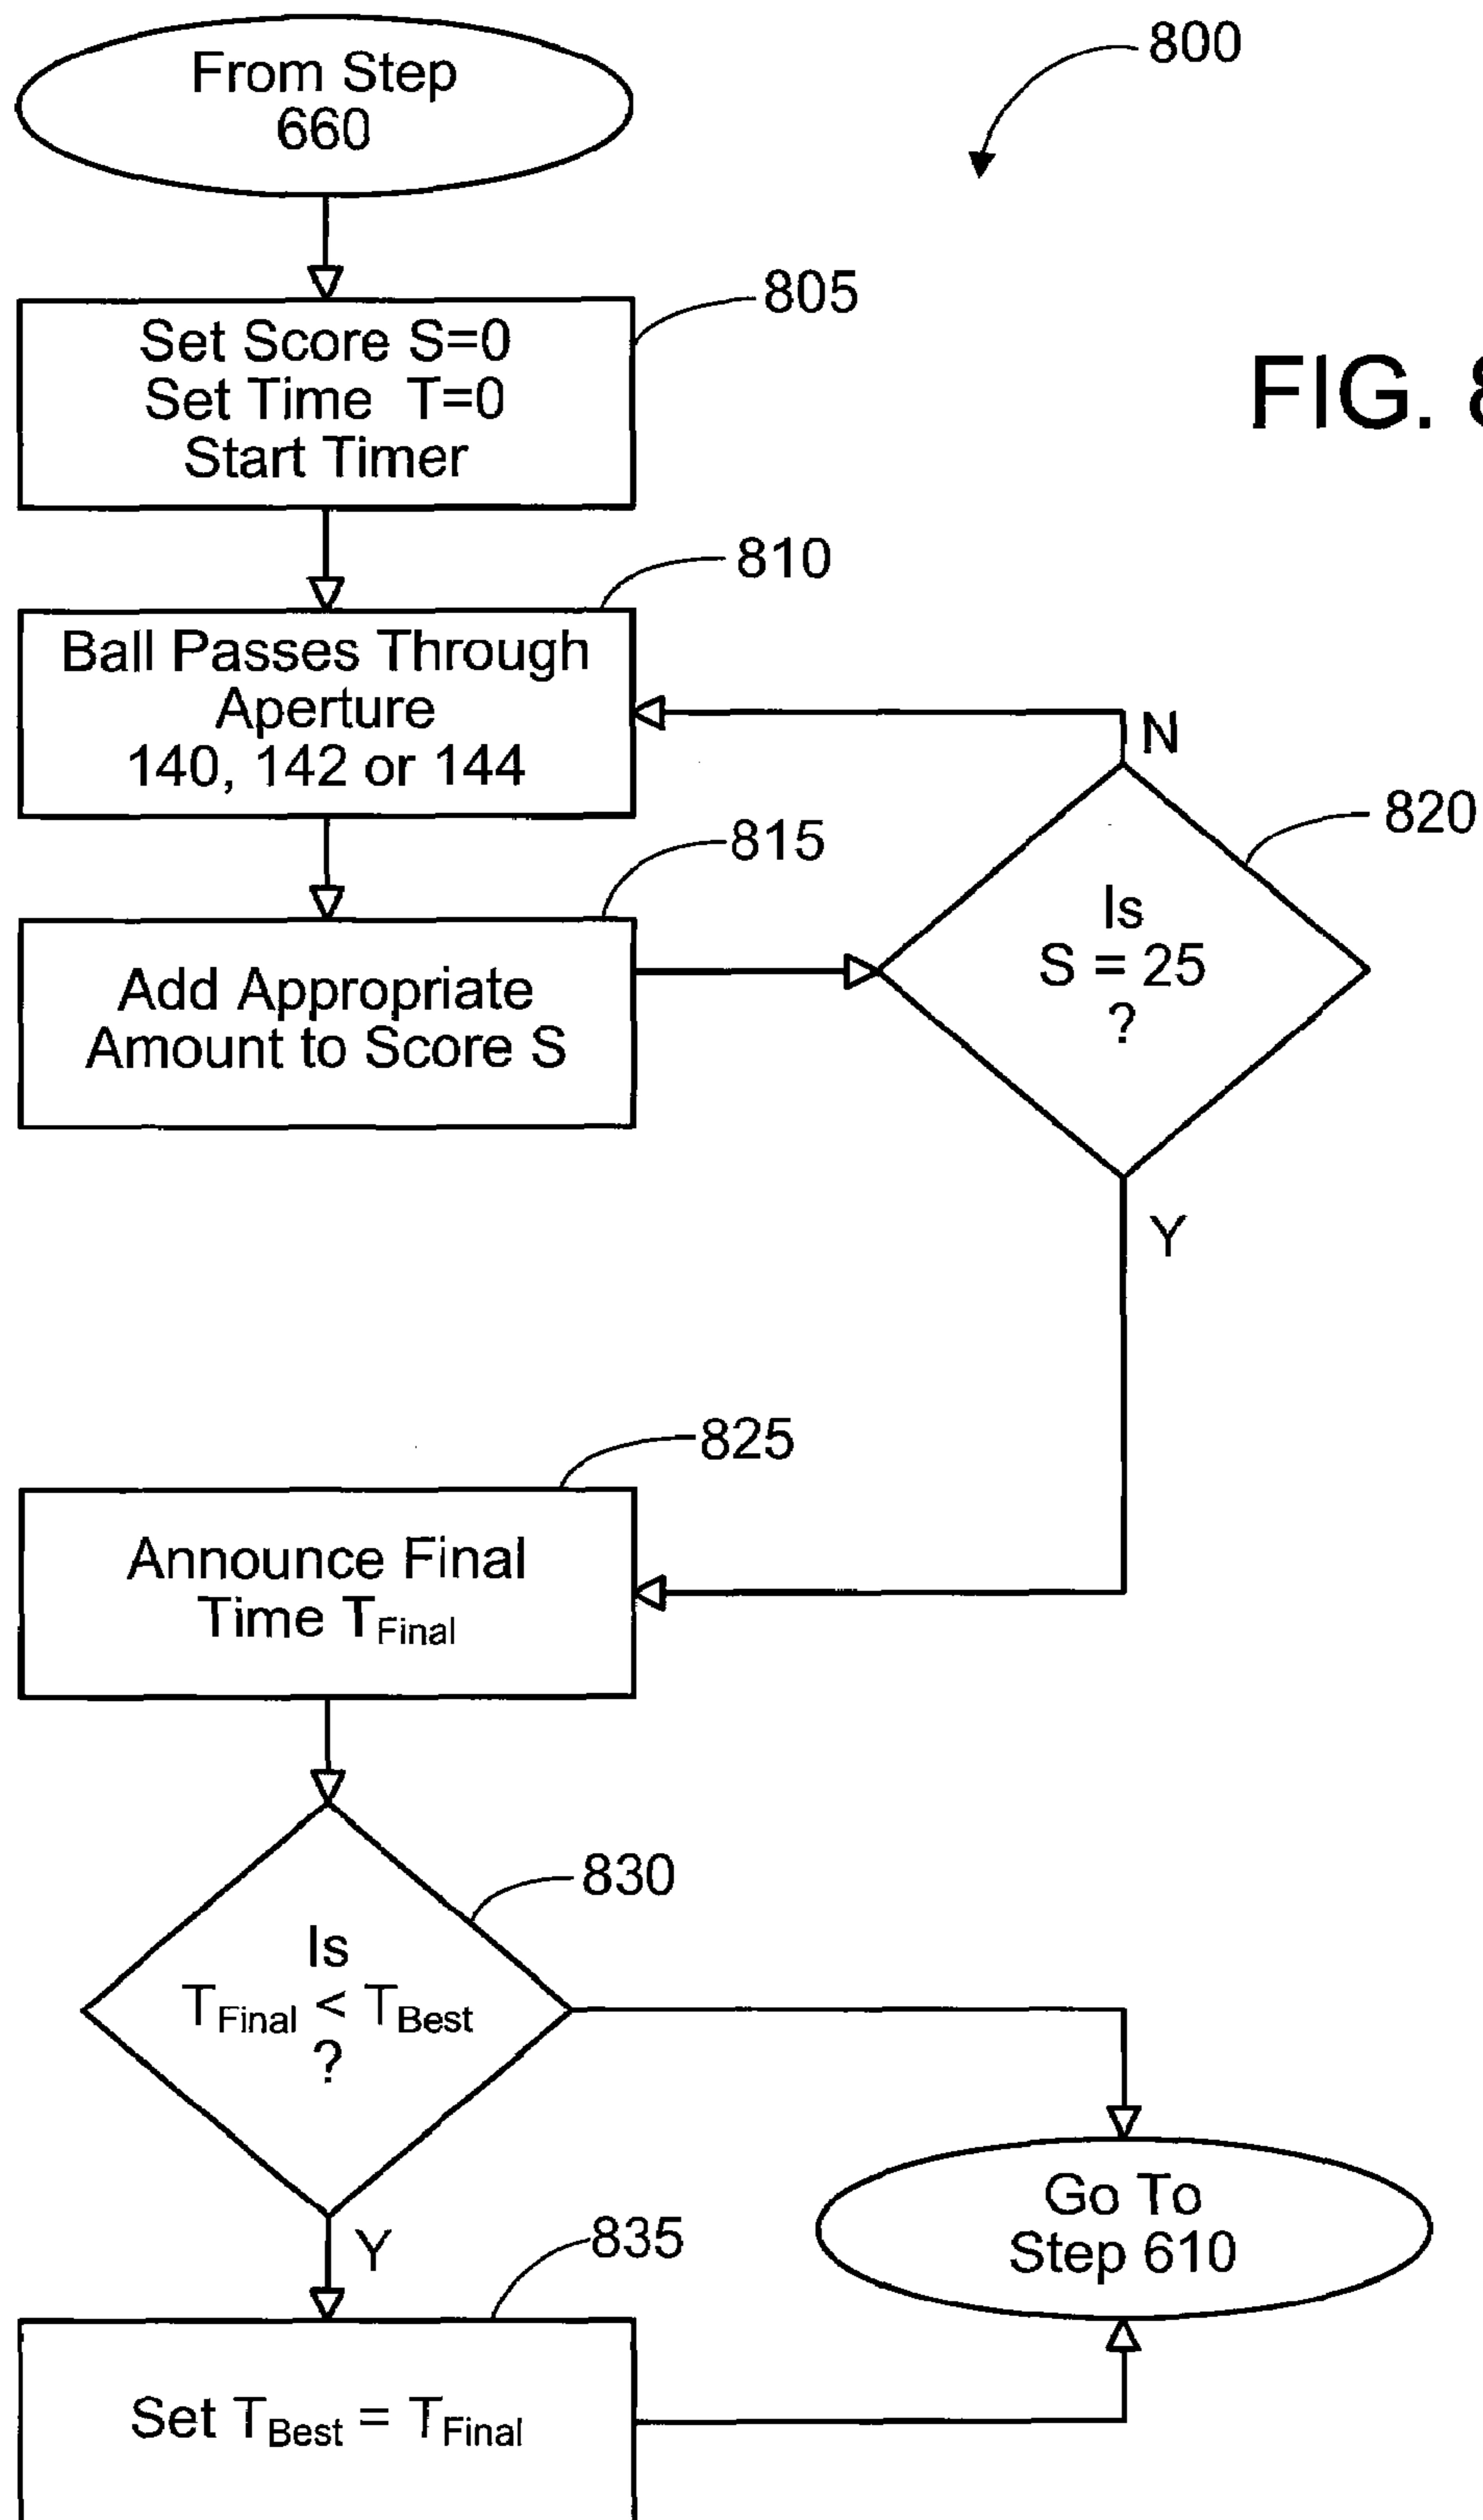 From Step
660
800
805
Set Score S=0
Set Time T=0
Start Timer
FIG. 8
810
Ball Passes Through
Aperture
140, 142 or 144
N
815
820
Add Appropriate
Amount to Score S
Is
S = 25
?
Y
825
Announce Final
Time TFinal
830
Is
TFinal < TBest
?
Y
835
Go To
Step 610
Set TBest = TFinal